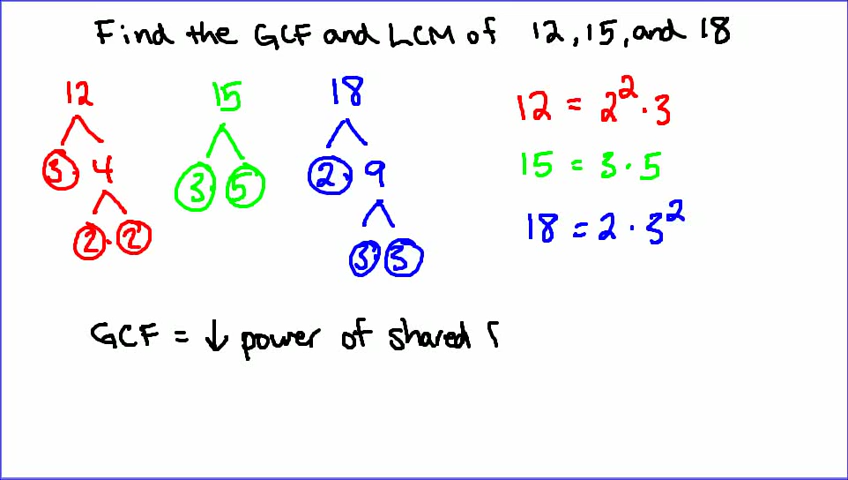 Find the GCF and LCM of 12, 15, and 18
12 15 18
12 = 2² · 3
3 · 4 3 · 5 2 · 9
15 = 3 · 5
2 · 2 3 · 3
18 = 2 · 3²
GCF = ↓ power of shared